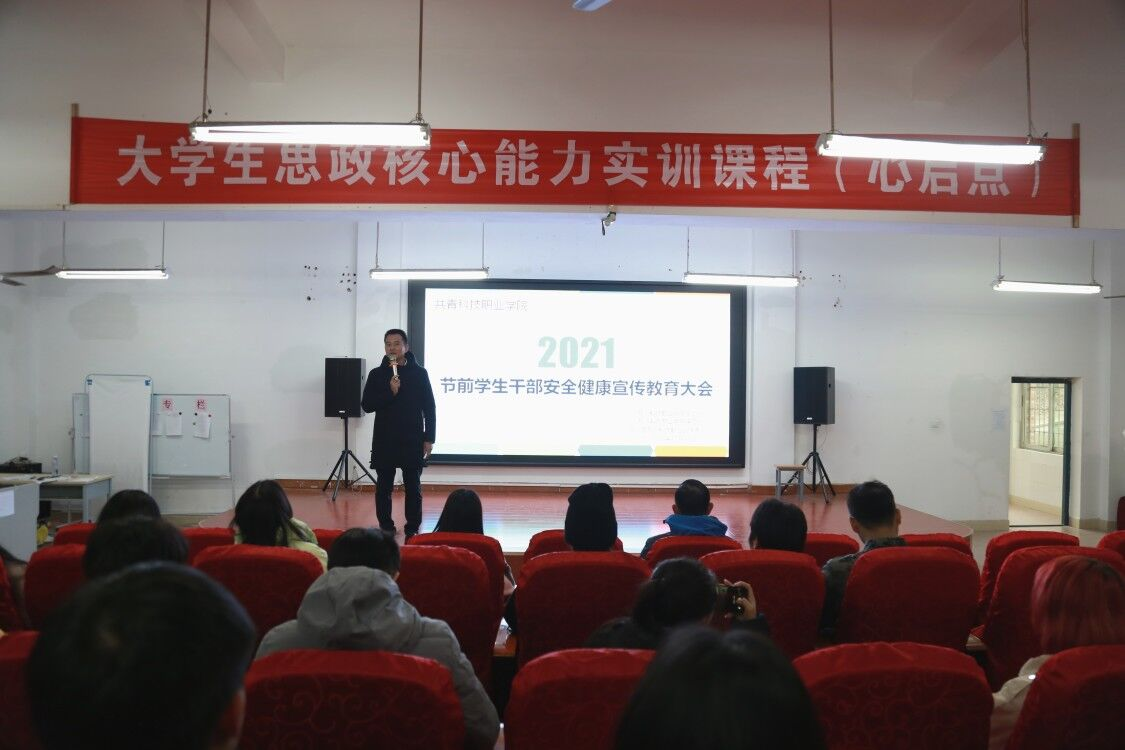 大学生思政核心能力实训课程（心启点）
共青科技职业学院
2021
节前学生干部安全健康宣传教育大会
专栏